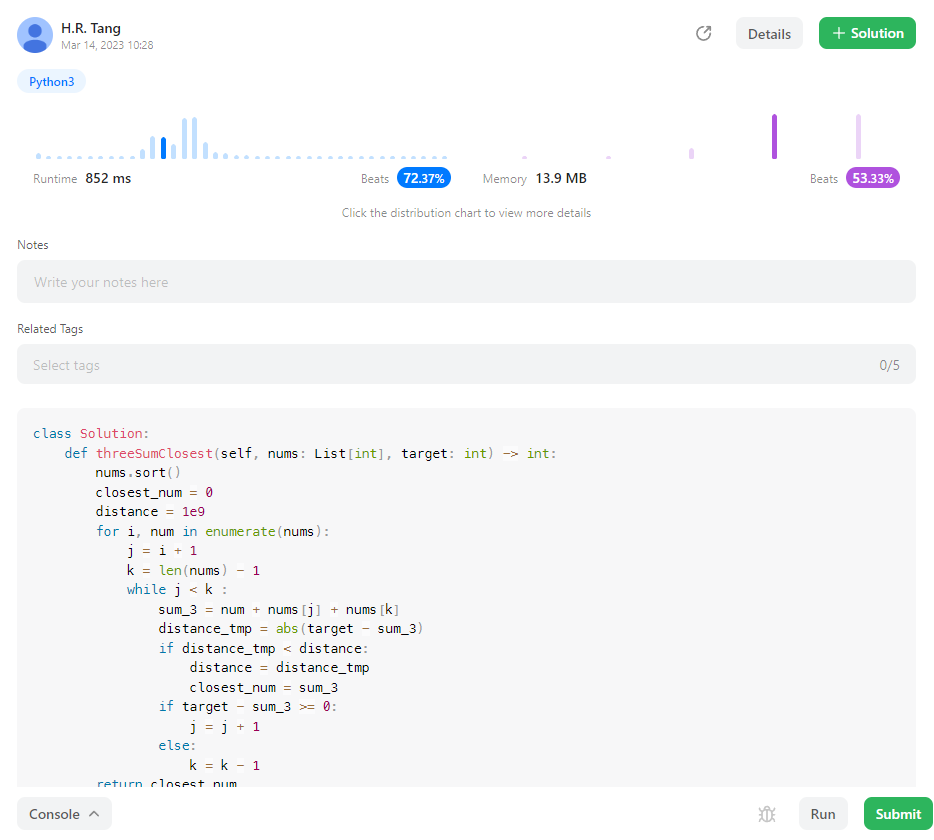 H.R. Tang
Mar 14, 2023 10:28
Details
+ Solution
Python3
Runtime 852 ms
Beats 72.37%
Memory 13.9 MB
Beats 53.33%
Click the distribution chart to view more details
Notes
Write your notes here
Related Tags
Select tags 0/5
class Solution:
    def threeSumClosest(self, nums: List[int], target: int) -> int:
        nums.sort()
        closest_num = 0
        distance = 1e9
        for i, num in enumerate(nums):
            j = i + 1
            k = len(nums) - 1
            while j < k :
                sum_3 = num + nums[j] + nums[k]
                distance_tmp = abs(target - sum_3)
                if distance_tmp < distance:
                    distance = distance_tmp
                    closest_num = sum_3
                if target - sum_3 >= 0:
                    j = j + 1
                else:
                    k = k - 1
        return closest_num
Console
Run
Submit